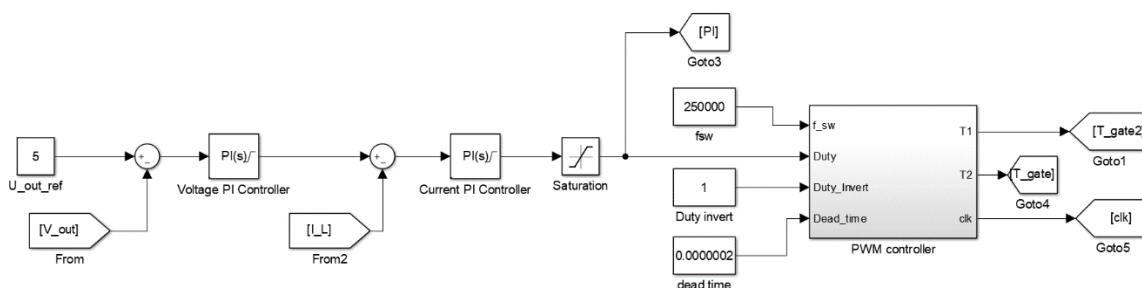 [PI]
Goto3
250000
fsw
f_sw
T1
[T_gate2]
Goto1
5
U_out_ref
+
_
PI(s)
Voltage PI Controller
+
_
PI(s)
Current PI Controller
Saturation
Duty
T2
[T_gate]
Goto4
1
Duty invert
Duty_Invert
[V_out]
From
[I_L]
From2
Dead_time
clk
[clk]
Goto5
PWM controller
0.0000002
dead time